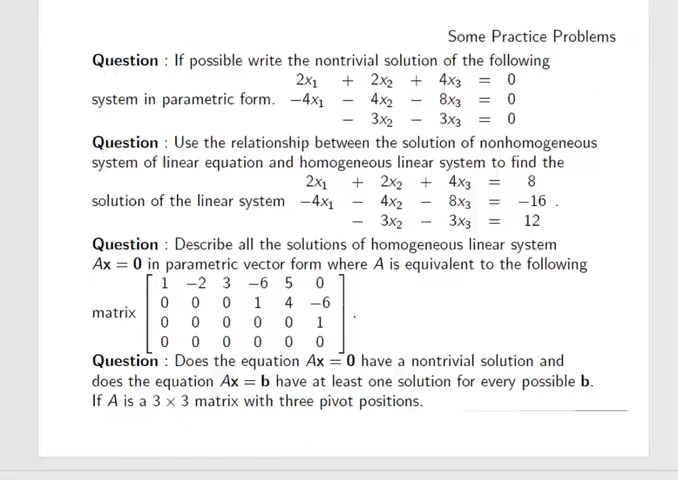 Some Practice Problems
Question : If possible write the nontrivial solution of the following
2x₁ + 2x₂ + 4x₃ = 0
system in parametric form. −4x₁ − 4x₂ − 8x₃ = 0
− 3x₂ − 3x₃ = 0
Question : Use the relationship between the solution of nonhomogeneous
system of linear equation and homogeneous linear system to find the
2x₁ + 2x₂ + 4x₃ = 8
solution of the linear system −4x₁ − 4x₂ − 8x₃ = −16 .
− 3x₂ − 3x₃ = 12
Question : Describe all the solutions of homogeneous linear system
Ax = 0 in parametric vector form where A is equivalent to the following
1 −2 3 −6 5 0
0 0 0 1 4 −6
matrix
0 0 0 0 0 1 .
0 0 0 0 0 0
Question : Does the equation Ax = 0 have a nontrivial solution and
does the equation Ax = b have at least one solution for every possible b.
If A is a 3 × 3 matrix with three pivot positions.